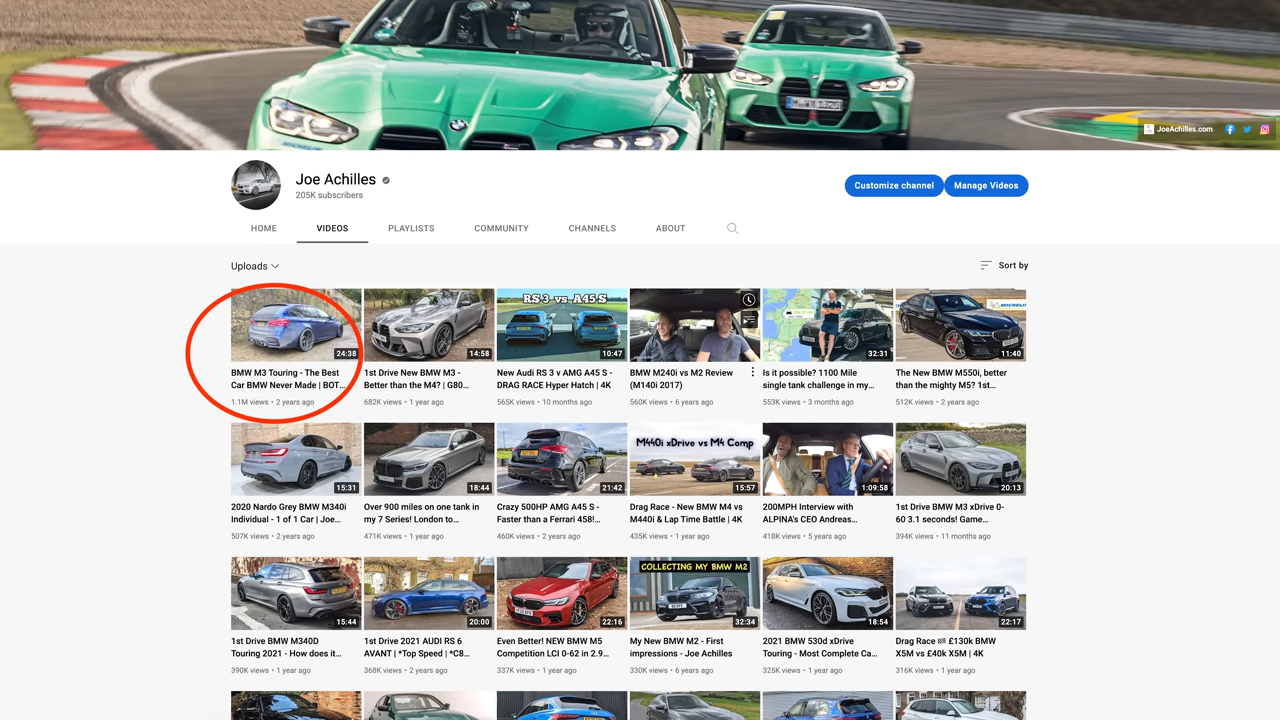 JoeAchilles.com
Joe Achilles
205K subscribers
Customize channel
Manage Videos
HOME
VIDEOS
PLAYLISTS
COMMUNITY
CHANNELS
ABOUT
Uploads
Sort by
24:38
14:58
RS 3 vs. A45 S
10:47
32:31
MICHELIN
11:40
BMW M3 Touring - The Best
Car BMW Never Made | BOT...
1.1M views • 2 years ago
1st Drive New BMW M3 -
Better than the M4? | G80...
682K views • 1 year ago
New Audi RS 3 v AMG A45 S -
DRAG RACE Hyper Hatch | 4K
565K views • 10 months ago
BMW M240i vs M2 Review
(M140i 2017)
560K views • 6 years ago
Is it possible? 1100 Mile
single tank challenge in my...
553K views • 3 months ago
The New BMW M550i, better
than the mighty M5? 1st...
512K views • 2 years ago
15:31
18:44
21:42
M440i xDrive vs M4 Comp
15:57
1:09:58
20:13
2020 Nardo Grey BMW M340i
Individual - 1 of 1 Car | Joe...
507K views • 2 years ago
Over 900 miles on one tank in
my 7 Series! London to...
471K views • 1 year ago
Crazy 500HP AMG A45 S -
Faster than a Ferrari 458!...
460K views • 2 years ago
Drag Race - New BMW M4 vs
M440i & Lap Time Battle | 4K
435K views • 1 year ago
200MPH Interview with
ALPINA's CEO Andreas...
418K views • 5 years ago
1st Drive BMW M3 xDrive 0-
60 3.1 seconds! Game...
394K views • 11 months ago
15:44
20:00
22:16
COLLECTING MY BMW M2
32:34
18:54
22:17
1st Drive BMW M340D
Touring 2021 - How does it...
390K views • 1 year ago
1st Drive 2021 AUDI RS 6
AVANT | *Top Speed | *C8...
368K views • 2 years ago
Even Better! NEW BMW M5
Competition LCI 0-62 in 2.9...
337K views • 1 year ago
My New BMW M2 - First
impressions - Joe Achilles
330K views • 6 years ago
2021 BMW 530d xDrive
Touring - Most Complete Ca...
325K views • 1 year ago
Drag Race 🏁 £130k BMW
X5M vs £40k X5M | 4K
316K views • 1 year ago